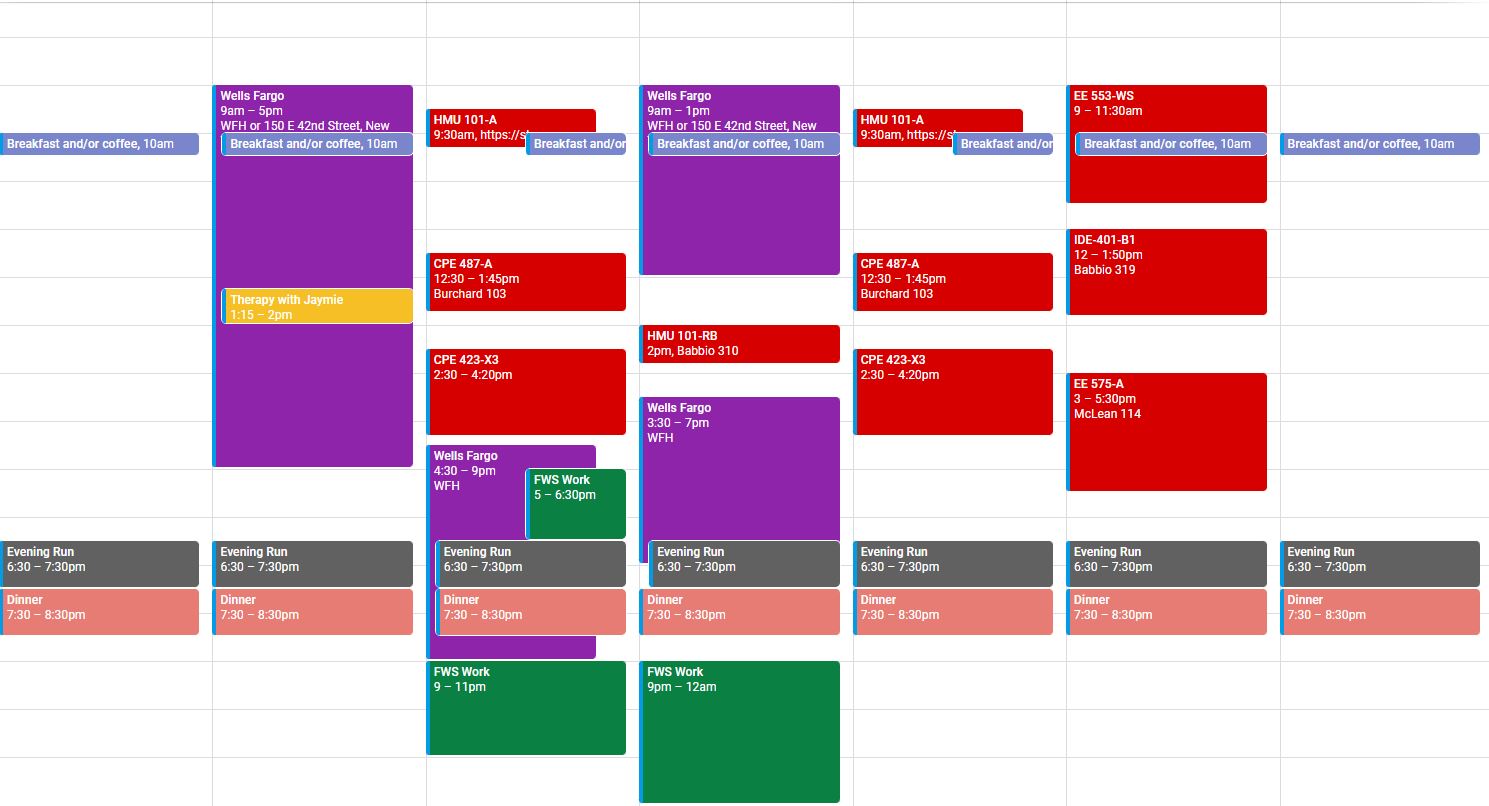 Breakfast and/or coffee, 10am
Evening Run
6:30 – 7:30pm
Dinner
7:30 – 8:30pm
Wells Fargo
9am – 5pm
WFH or 150 E 42nd Street, New
Breakfast and/or coffee, 10am
Therapy with Jaymie
1:15 – 2pm
Evening Run
6:30 – 7:30pm
Dinner
7:30 – 8:30pm
HMU 101-A
9:30am, https://s
Breakfast and/or
CPE 487-A
12:30 – 1:45pm
Burchard 103
CPE 423-X3
2:30 – 4:20pm
Wells Fargo
4:30 – 9pm
WFH
FWS Work
5 – 6:30pm
Evening Run
6:30 – 7:30pm
Dinner
7:30 – 8:30pm
FWS Work
9 – 11pm
Wells Fargo
9am – 1pm
WFH or 150 E 42nd Street, New
Breakfast and/or coffee, 10am
HMU 101-RB
2pm, Babbio 310
Wells Fargo
3:30 – 7pm
WFH
Evening Run
6:30 – 7:30pm
Dinner
7:30 – 8:30pm
FWS Work
9pm – 12am
HMU 101-A
9:30am, https://s
Breakfast and/or
CPE 487-A
12:30 – 1:45pm
Burchard 103
CPE 423-X3
2:30 – 4:20pm
Evening Run
6:30 – 7:30pm
Dinner
7:30 – 8:30pm
EE 553-WS
9 – 11:30am
Breakfast and/or coffee, 10am
IDE-401-B1
12 – 1:50pm
Babbio 319
EE 575-A
3 – 5:30pm
McLean 114
Evening Run
6:30 – 7:30pm
Dinner
7:30 – 8:30pm
Breakfast and/or coffee, 10am
Evening Run
6:30 – 7:30pm
Dinner
7:30 – 8:30pm